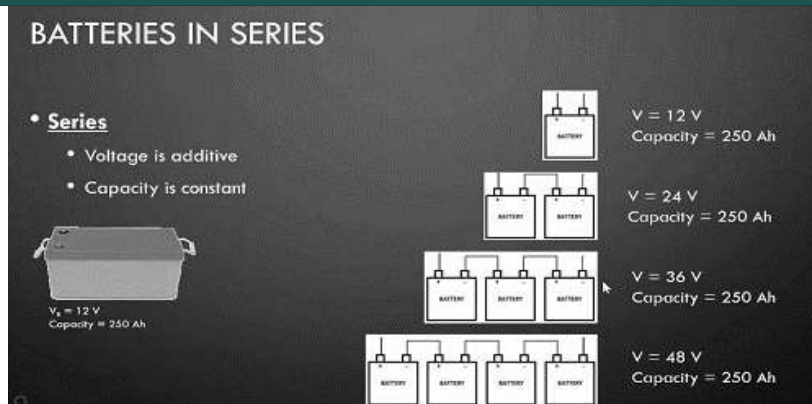 BATTERIES IN SERIES
• Series
• Voltage is additive
• Capacity is constant
V = 12 V
Capacity = 250 Ah
BATTERY
V = 12 V
Capacity = 250 Ah
BATTERY BATTERY
V = 24 V
Capacity = 250 Ah
BATTERY BATTERY BATTERY
V = 36 V
Capacity = 250 Ah
BATTERY BATTERY BATTERY BATTERY
V = 48 V
Capacity = 250 Ah